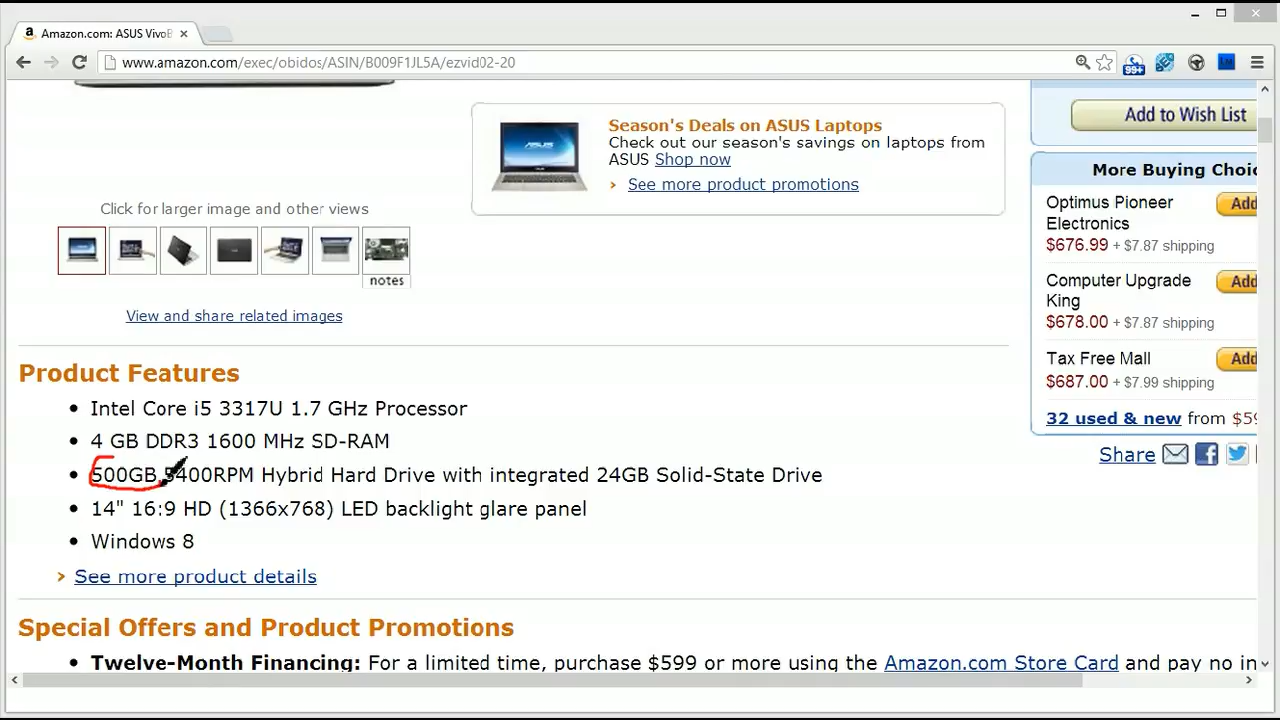 Amazon.com: ASUS VivoB
www.amazon.com/exec/obidos/ASIN/B009F1JL5A/ezvid02-20
99+
Add to Wish List
Season's Deals on ASUS Laptops
Check out our season's savings on laptops from
ASUS Shop now
› See more product promotions
ASUS
Click for larger image and other views
notes
View and share related images
More Buying Choic
Optimus Pioneer
Electronics
Add
$676.99 + $7.87 shipping
Computer Upgrade
King
Add
$678.00 + $7.87 shipping
Tax Free Mall
Add
$687.00 + $7.99 shipping
32 used & new from $59
Share
Product Features
• Intel Core i5 3317U 1.7 GHz Processor
• 4 GB DDR3 1600 MHz SD-RAM
• 500GB 5400RPM Hybrid Hard Drive with integrated 24GB Solid-State Drive
• 14" 16:9 HD (1366x768) LED backlight glare panel
• Windows 8
› See more product details
Special Offers and Product Promotions
• Twelve-Month Financing: For a limited time, purchase $599 or more using the Amazon.com Store Card and pay no in